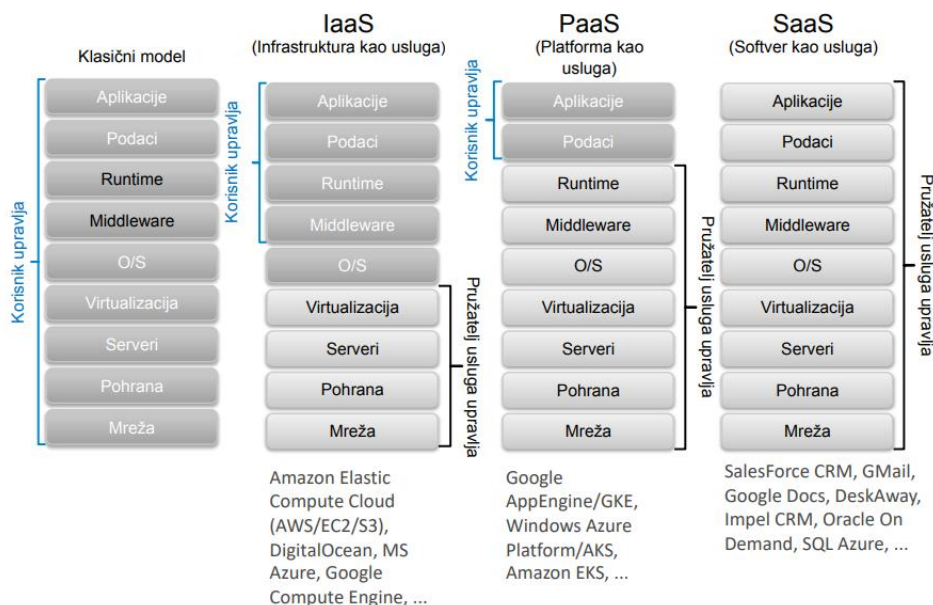 Klasični model
Korisnik upravlja
Aplikacije
Podaci
Runtime
Middleware
O/S
Virtualizacija
Serveri
Pohrana
Mreža
IaaS
(Infrastruktura kao usluga)
Korisnik upravlja
Aplikacije
Podaci
Runtime
Middleware
O/S
Virtualizacija
Serveri
Pohrana
Mreža
Pružatelj usluga upravlja
Amazon Elastic
Compute Cloud
(AWS/EC2/S3),
DigitalOcean, MS
Azure, Google
Compute Engine, ...
PaaS
(Platforma kao
usluga)
Korisnik upravlja
Aplikacije
Podaci
Runtime
Middleware
O/S
Virtualizacija
Serveri
Pohrana
Mreža
Pružatelj usluga upravlja
Google
AppEngine/GKE,
Windows Azure
Platform/AKS,
Amazon EKS, ...
SaaS
(Softver kao usluga)
Aplikacije
Podaci
Runtime
Middleware
O/S
Virtualizacija
Serveri
Pohrana
Mreža
Pružatelj usluga upravlja
SalesForce CRM, GMail,
Google Docs, DeskAway,
Impel CRM, Oracle On
Demand, SQL Azure, ...